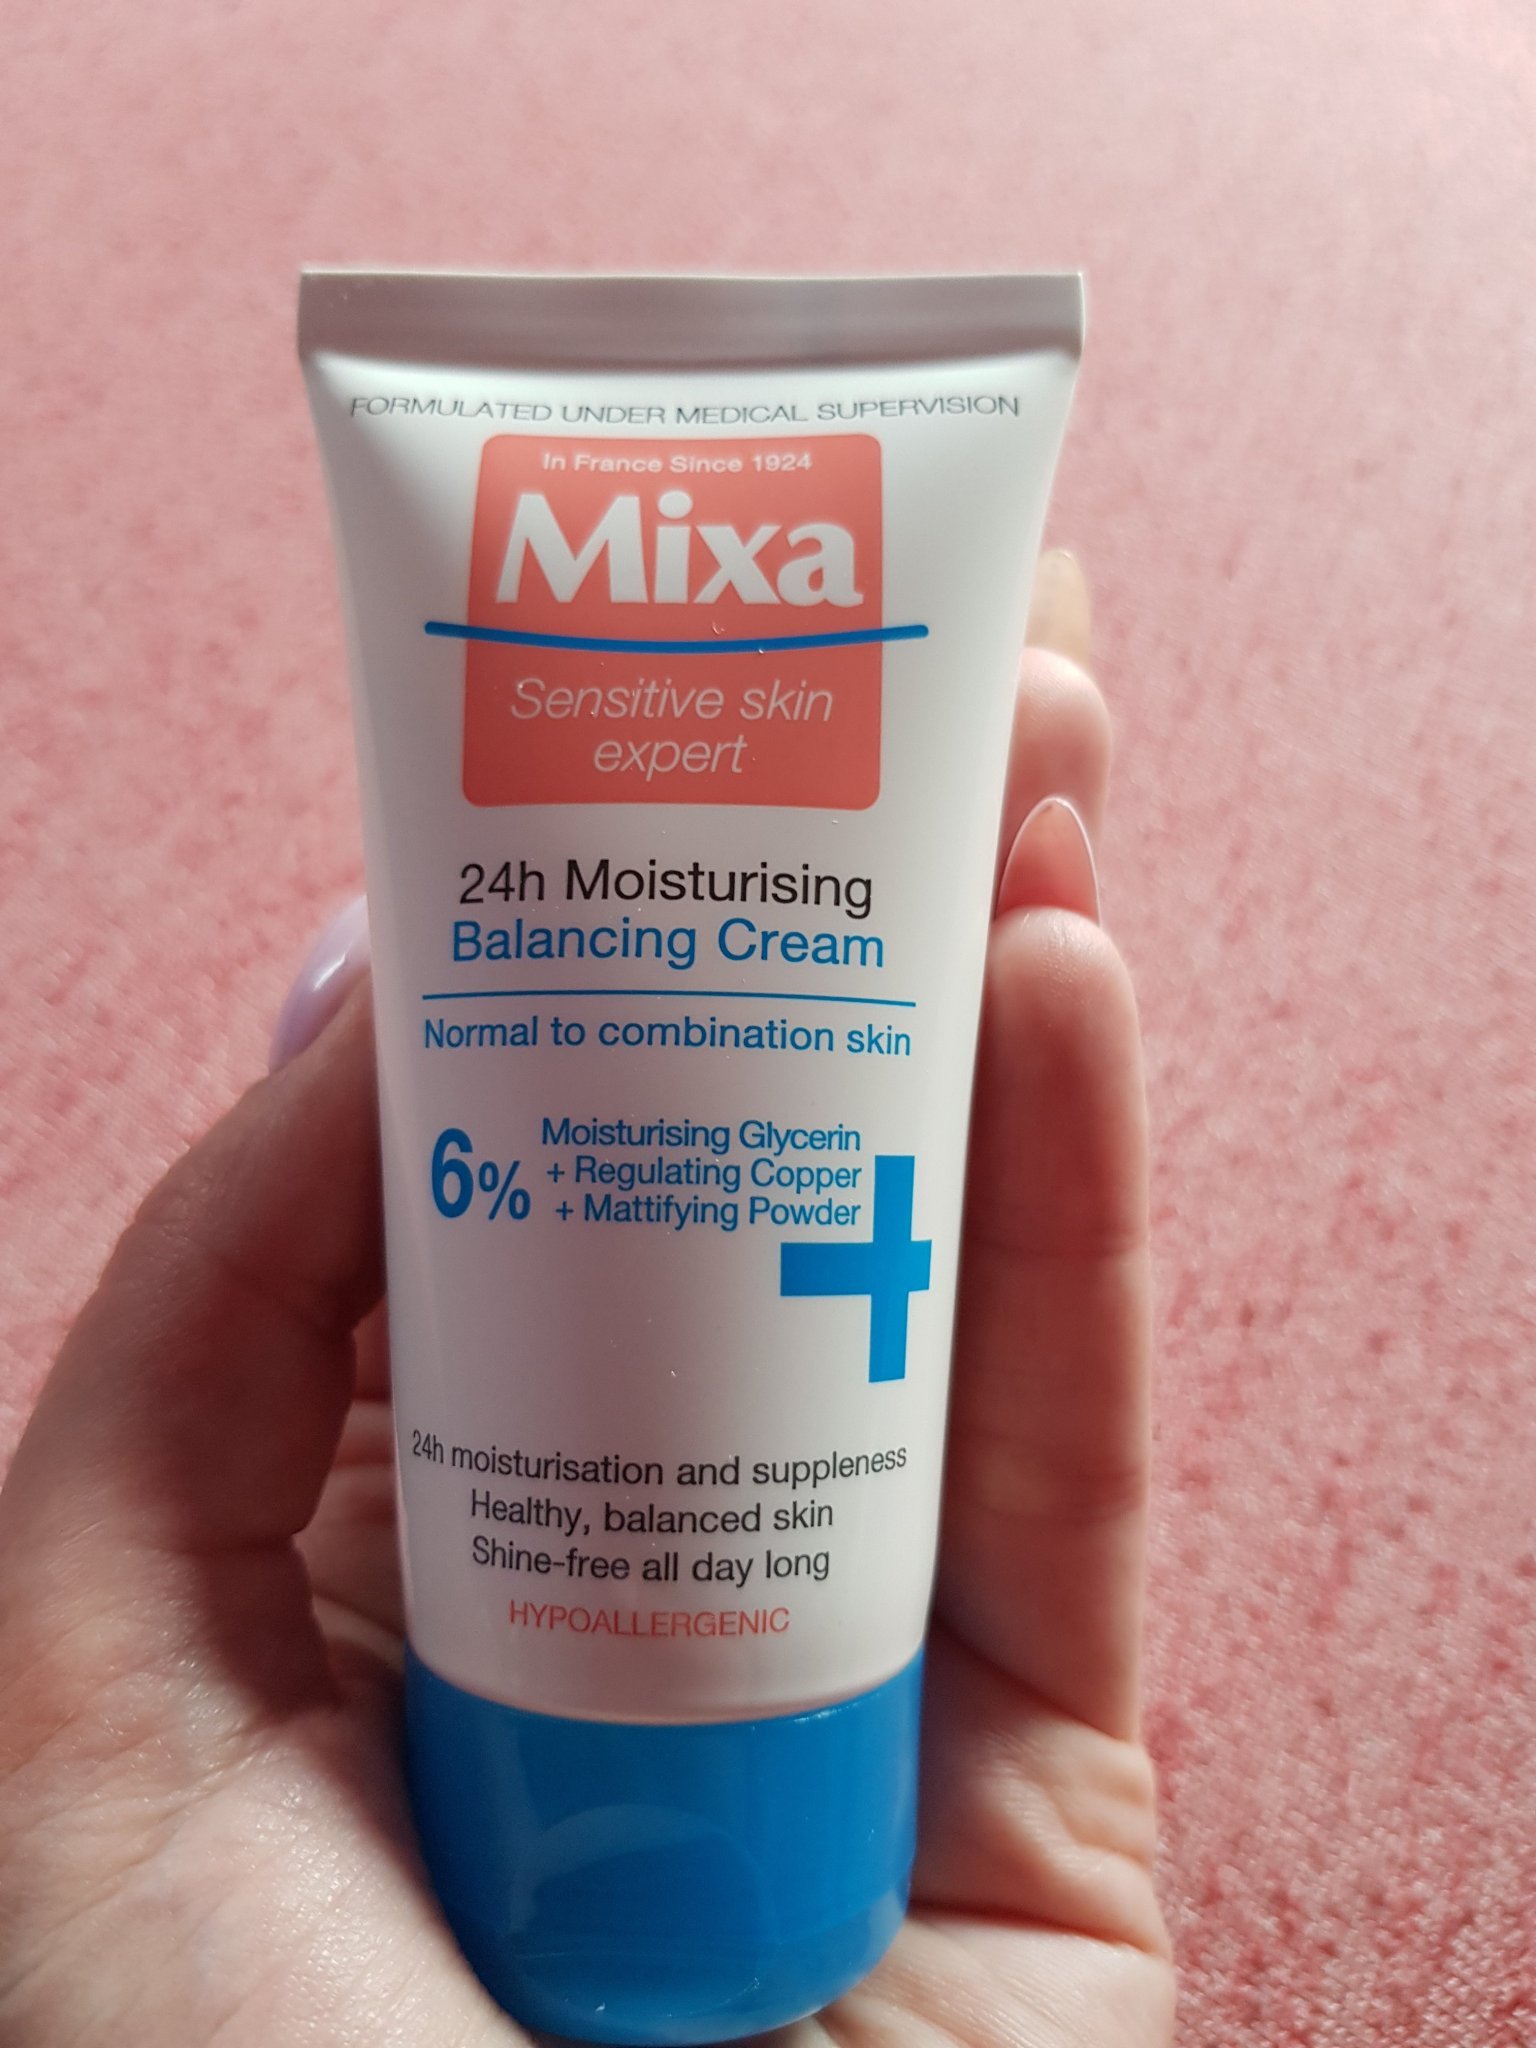 FORMULATED UNDER MEDICAL SUPERVISION
In France Since 1924
Mixa
Sensitive skin
expert
24h Moisturising
Balancing Cream
Normal to combination skin
6% Moisturising Glycerin
+ Regulating Copper
+ Mattifying Powder
24h moisturisation and suppleness
Healthy, balanced skin
Shine-free all day long
HYPOALLERGENIC